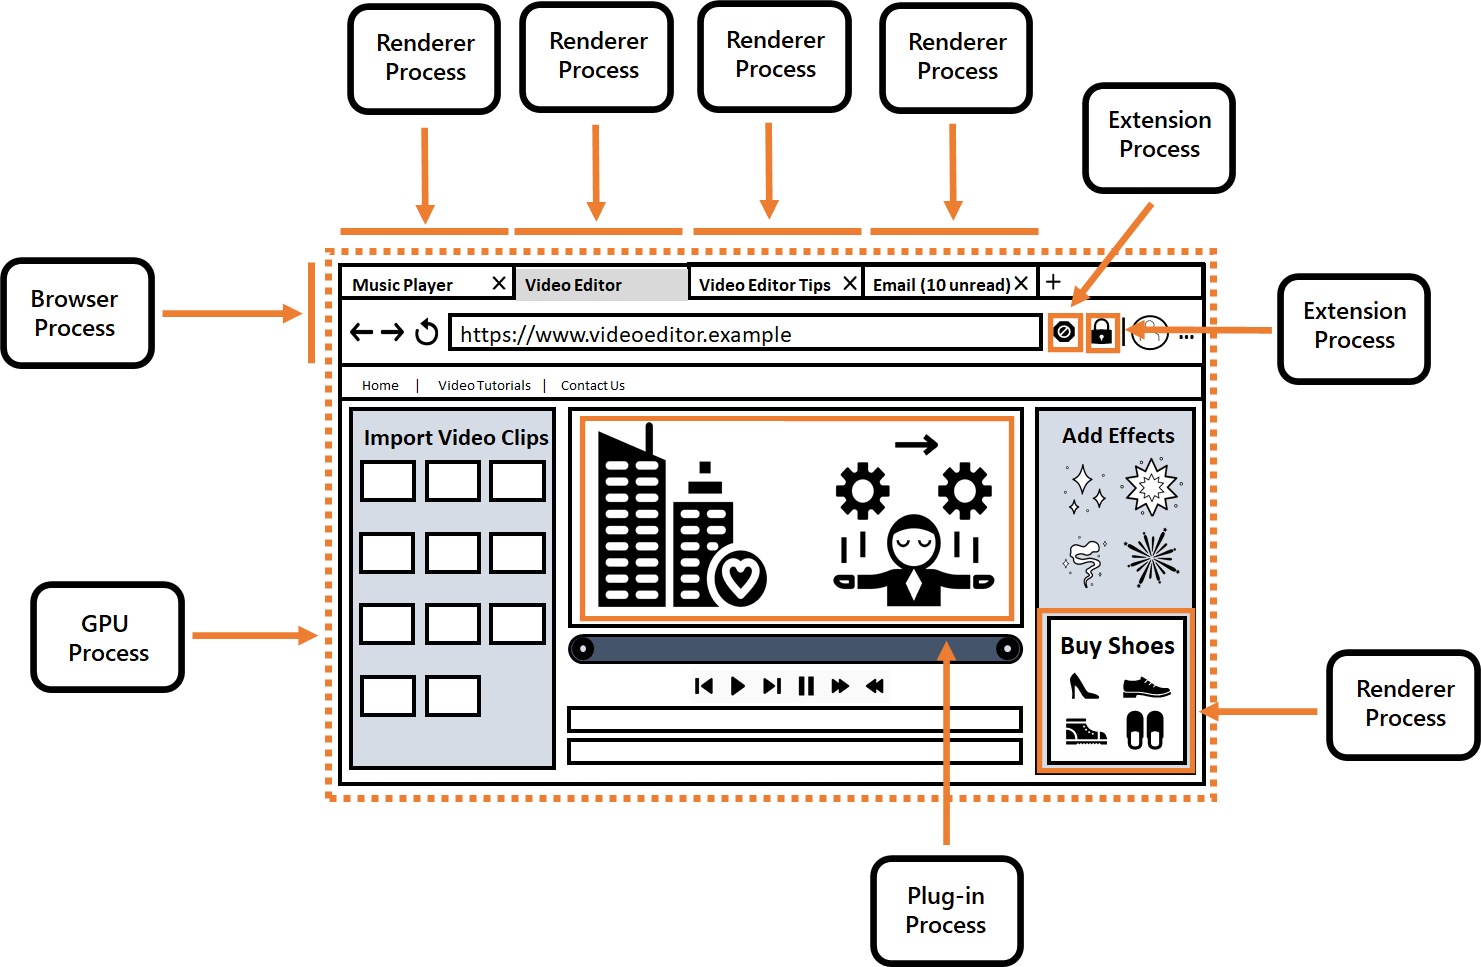 Renderer
Process
Renderer
Process
Renderer
Process
Renderer
Process
Extension
Process
Browser
Process
Extension
Process
Music Player
Video Editor
Video Editor Tips
Email (10 unread)
https://www.videoeditor.example
Home | Video Tutorials | Contact Us
Import Video Clips
Add Effects
GPU
Process
Buy Shoes
Renderer
Process
Plug-in
Process